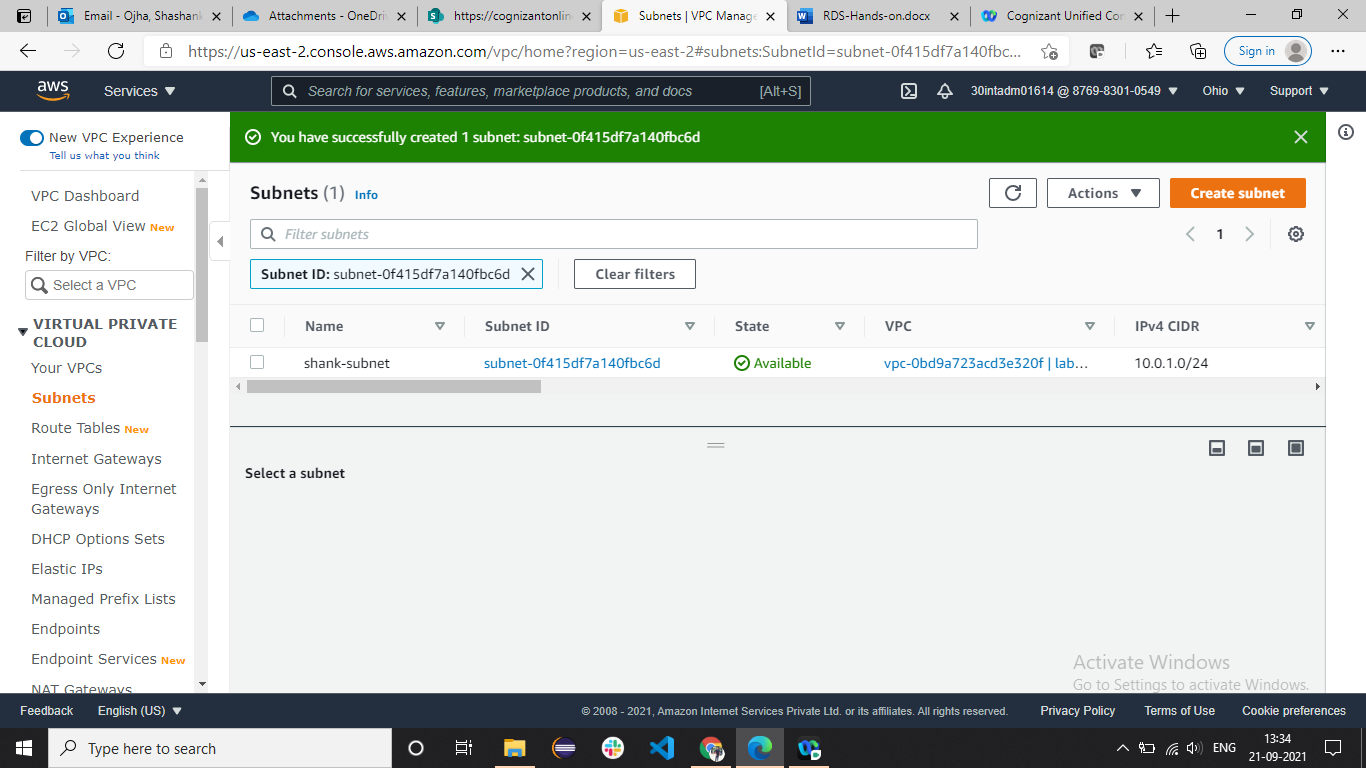 Email - Ojha, Shashank
Attachments - OneDri
https://cognizantonlin
Subnets | VPC Manage
RDS-Hands-on.docx
Cognizant Unified Con
https://us-east-2.console.aws.amazon.com/vpc/home?region=us-east-2#subnets:SubnetId=subnet-0f415df7a140fbc...
Sign in
aws
Services
Search for services, features, marketplace products, and docs
[Alt+S]
30intadm01614 @ 8769-8301-0549
Ohio
Support
New VPC Experience
Tell us what you think
You have successfully created 1 subnet: subnet-0f415df7a140fbc6d
VPC Dashboard
EC2 Global View New
Filter by VPC:
Select a VPC
VIRTUAL PRIVATE
CLOUD
Your VPCs
Subnets
Route Tables New
Internet Gateways
Egress Only Internet
Gateways
DHCP Options Sets
Elastic IPs
Managed Prefix Lists
Endpoints
Endpoint Services New
NAT Gateways
Subnets (1) Info
Actions
Create subnet
Filter subnets
1
Subnet ID: subnet-0f415df7a140fbc6d
Clear filters
Name
Subnet ID
State
VPC
IPv4 CIDR
shank-subnet
subnet-0f415df7a140fbc6d
Available
vpc-0bd9a723acd3e320f | lab...
10.0.1.0/24
Select a subnet
Activate Windows
Go to Settings to activate Windows.
Feedback
English (US)
© 2008 - 2021, Amazon Internet Services Private Ltd. or its affiliates. All rights reserved.
Privacy Policy
Terms of Use
Cookie preferences
Type here to search
ENG
13:34
21-09-2021